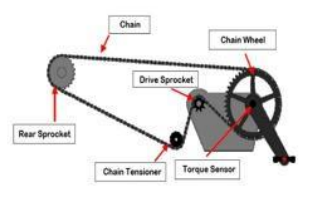 Chain
Chain Wheel
Drive Sprocket
Rear Sprocket
Chain Tensioner
Torque Sensor